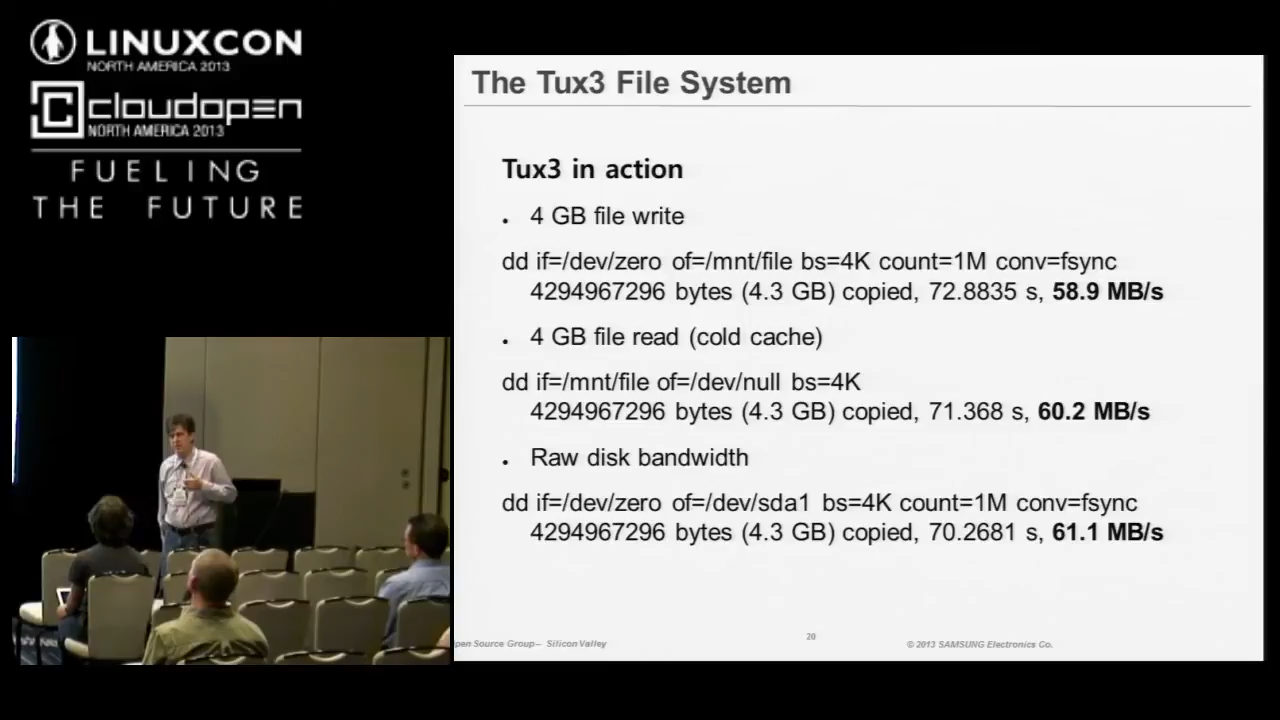 LINUXCON
NORTH AMERICA 2013
cloudopen
NORTH AMERICA 2013
FUELING
THE FUTURE
The Tux3 File System
Tux3 in action
. 4 GB file write
dd if=/dev/zero of=/mnt/file bs=4K count=1M conv=fsync
4294967296 bytes (4.3 GB) copied, 72.8835 s, 58.9 MB/s
. 4 GB file read (cold cache)
dd if=/mnt/file of=/dev/null bs=4K
4294967296 bytes (4.3 GB) copied, 71.368 s, 60.2 MB/s
. Raw disk bandwidth
dd if=/dev/zero of=/dev/sda1 bs=4K count=1M conv=fsync
4294967296 bytes (4.3 GB) copied, 70.2681 s, 61.1 MB/s
pen Source Group– Silicon Valley
20
© 2013 SAMSUNG Electronics Co.